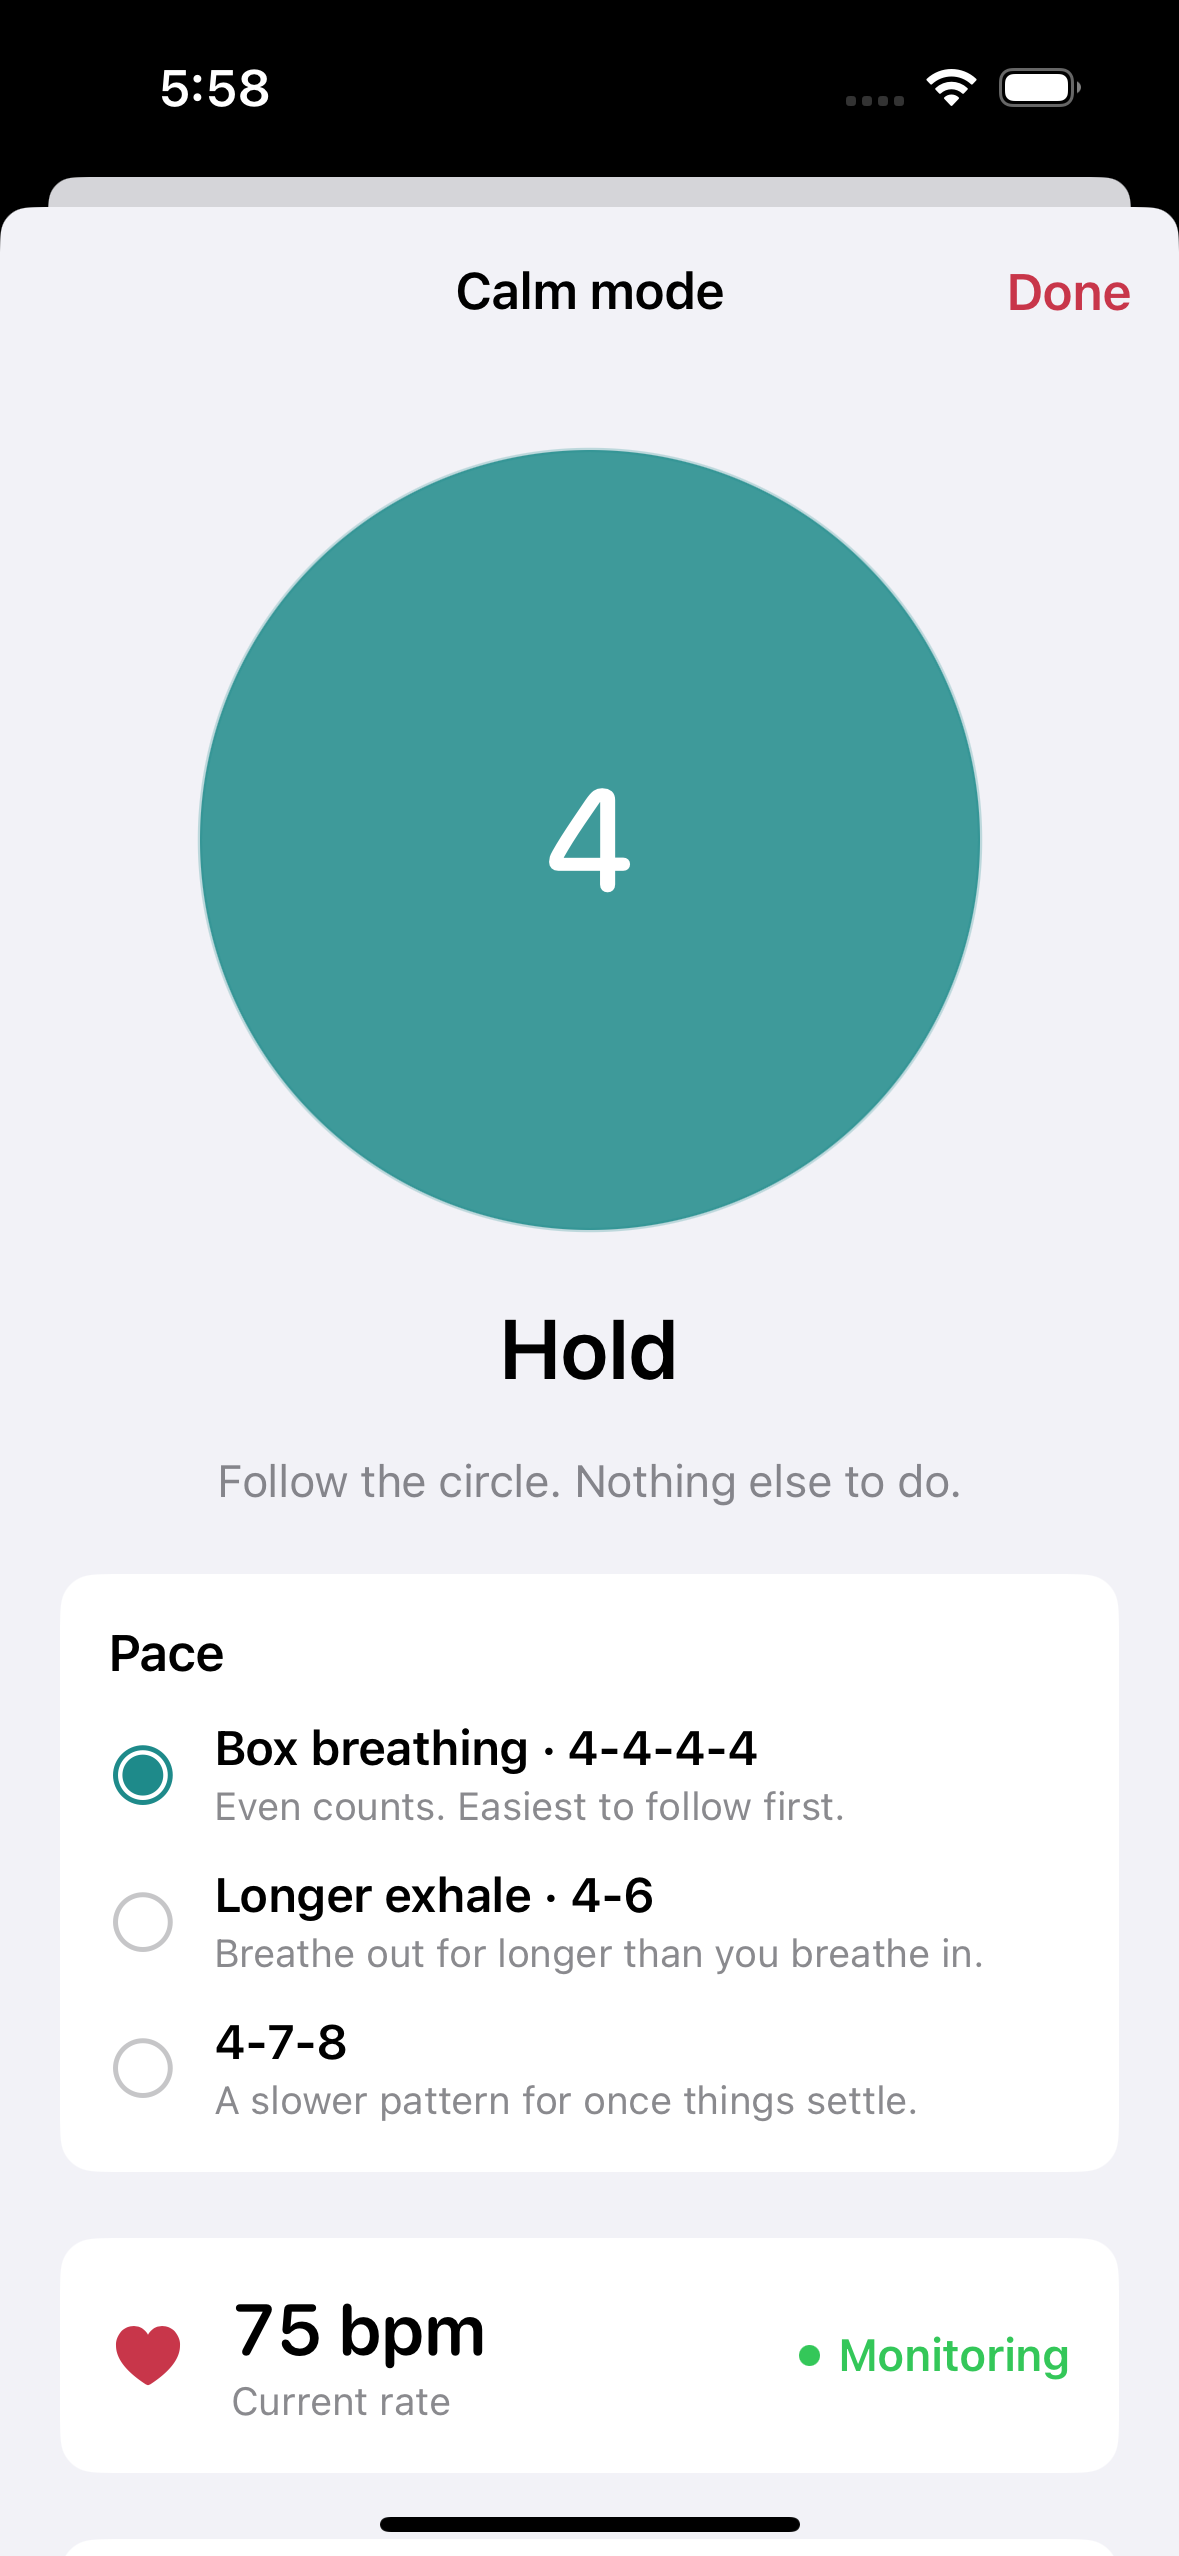 5:58
Calm mode
Done
4
Hold
Follow the circle. Nothing else to do.
Pace
Box breathing · 4-4-4-4
Even counts. Easiest to follow first.
Longer exhale · 4-6
Breathe out for longer than you breathe in.
4-7-8
A slower pattern for once things settle.
75 bpm
Current rate
Monitoring